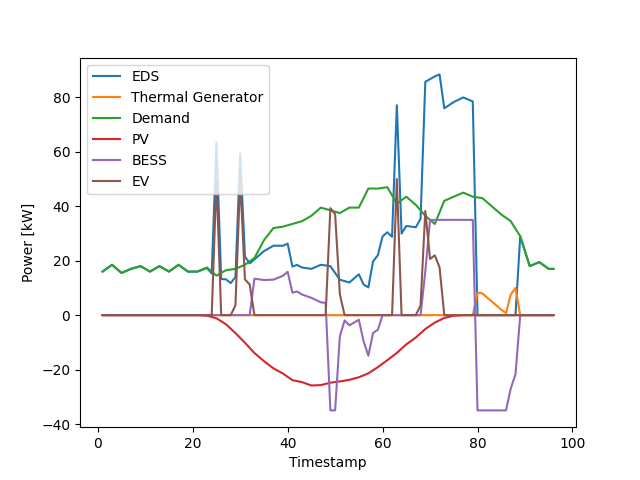 EDS
Thermal Generator
Demand
PV
BESS
EV
80
60
40
20
0
−20
−40
Power [kW]
0 20 40 60 80 100
Timestamp